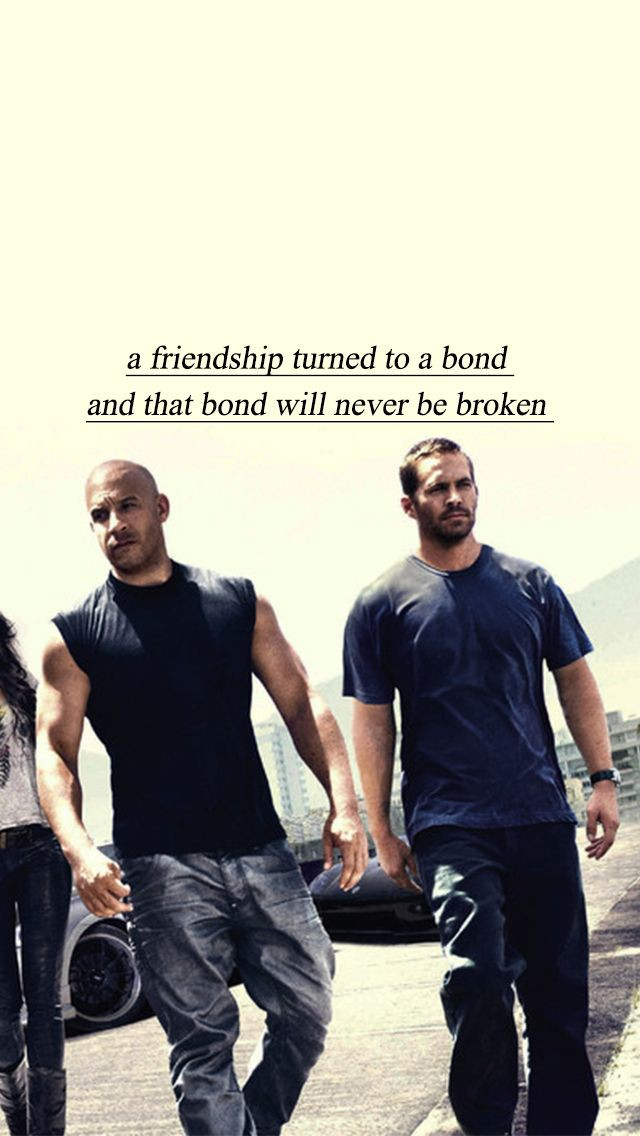 a friendship turned to a bond
and that bond will never be broken